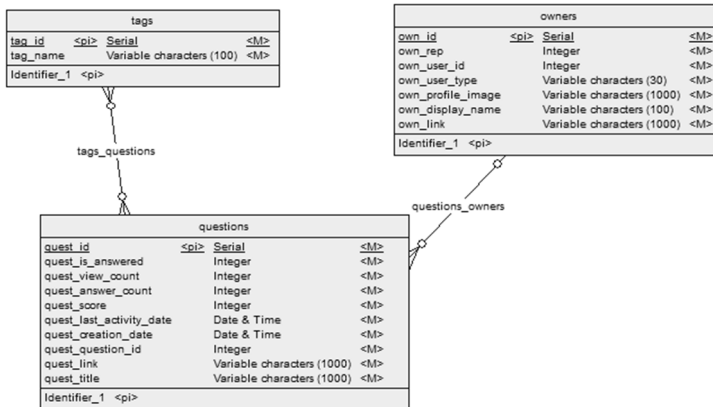 tags
tag_id <pi> Serial <M>
tag_name Variable characters (100) <M>
Identifier_1 <pi>
owners
own_id <pi> Serial <M>
own_rep Integer <M>
own_user_id Integer <M>
own_user_type Variable characters (30) <M>
own_profile_image Variable characters (1000) <M>
own_display_name Variable characters (100) <M>
own_link Variable characters (1000) <M>
Identifier_1 <pi>
tags_questions
questions_owners
questions
quest_id <pi> Serial <M>
quest_is_answered Integer <M>
quest_view_count Integer <M>
quest_answer_count Integer <M>
quest_score Integer <M>
quest_last_activity_date Date & Time <M>
quest_creation_date Date & Time <M>
quest_question_id Integer <M>
quest_link Variable characters (1000) <M>
quest_title Variable characters (1000) <M>
Identifier_1 <pi>